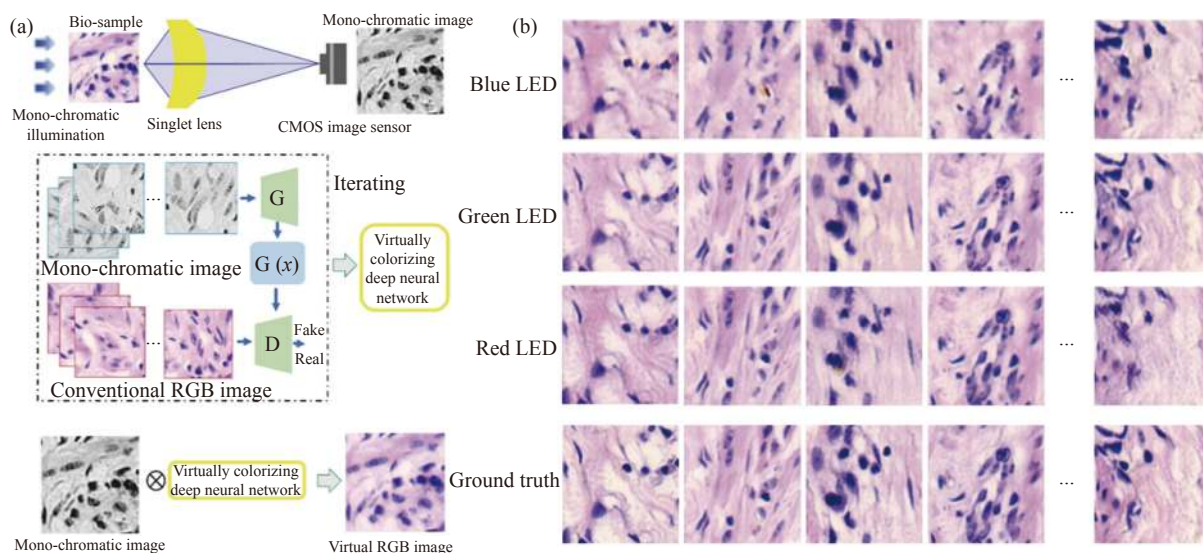 (a)
Bio-sample
Mono-chromatic image
Mono-chromatic
illumination
Singlet lens
CMOS image sensor
Iterating
...
G
Mono-chromatic image
G (x)
Virtually
colorizing
deep neural
network
...
D
Fake
Real
Conventional RGB image
Virtually colorizing
deep neural network
Mono-chromatic image
Virtual RGB image
(b)
Blue LED
...
Green LED
...
Red LED
...
Ground truth
...